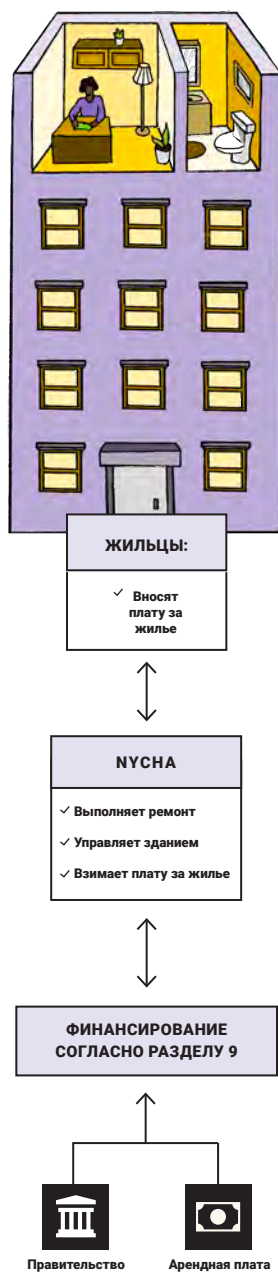 ЖИЛЬЦЫ:
✓ Вносят
плату за
жилье
NYCHA
✓ Выполняет ремонт
✓ Управляет зданием
✓ Взимает плату за жилье
ФИНАНСИРОВАНИЕ
СОГЛАСНО РАЗДЕЛУ 9
Правительство
Арендная плата